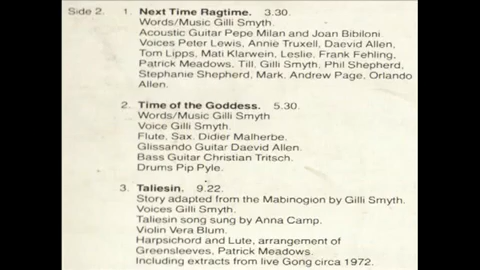 Side 2. 1. Next Time Ragtime. 3.30.
Words/Music Gilli Smyth.
Acoustic Guitar Pepe Milan and Joan Bibiloni
Voices Peter Lewis, Annie Truxell, Daevid Allen,
Tom Lipps, Mati Klarwein, Leslie, Frank Fehling,
Patrick Meadows, Till, Gilli Smyth, Phil Shepherd,
Stephanie Shepherd, Mark, Andrew Page, Orlando
Allen.
2. Time of the Goddess. 5.30.
Words/Music Gilli Smyth
Voice Gilli Smyth.
Flute, Sax, Didier Malherbe.
Glissando Guitar Daevid Allen.
Bass Guitar Christian Tritsch.
Drums Pip Pyle.
3. Taliesin. 9.22.
Story adapted from the Mabinogion by Gilli Smyth.
Voices Gilli Smyth.
Taliesin song sung by Anna Camp.
Violin Vera Blum.
Harpsichord and Lute, arrangement of
Greensleeves, Patrick Meadows.
Including extracts from live Gong circa 1972.